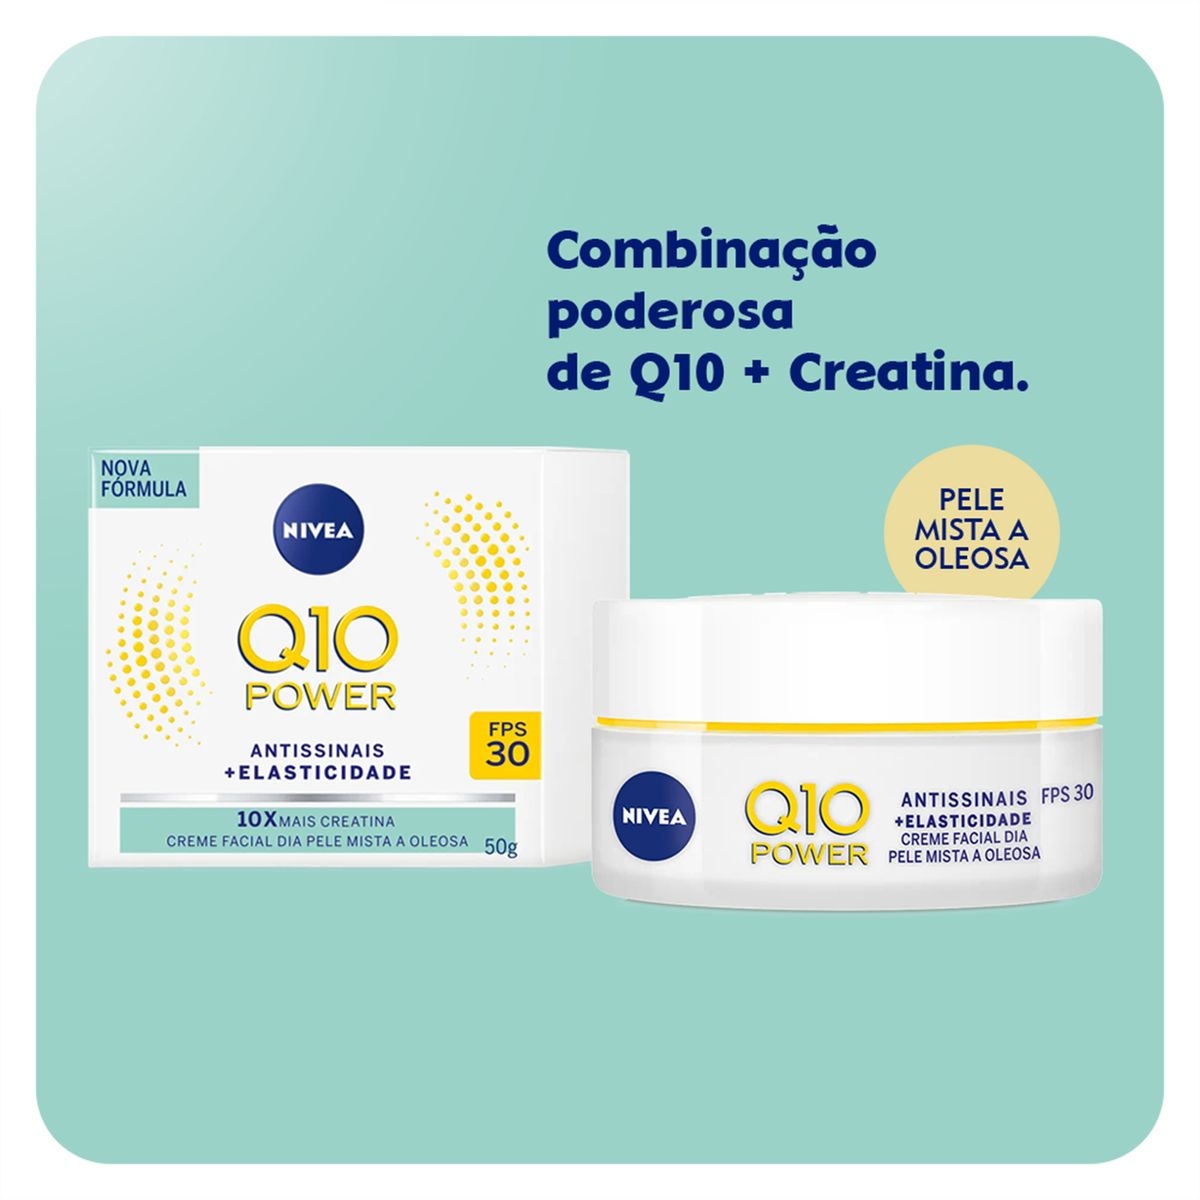 Combinação
poderosa
de Q10 + Creatina.
NOVA
FÓRMULA
NIVEA
Q10
POWER
ANTISSINAIS
+ELASTICIDADE
FPS
30
10X MAIS CREATINA
CREME FACIAL DIA PELE MISTA A OLEOSA
50g
PELE
MISTA A
OLEOSA
NIVEA
Q10
POWER
ANTISSINAIS
+ELASTICIDADE
CREME FACIAL DIA
PELE MISTA A OLEOSA
FPS 30